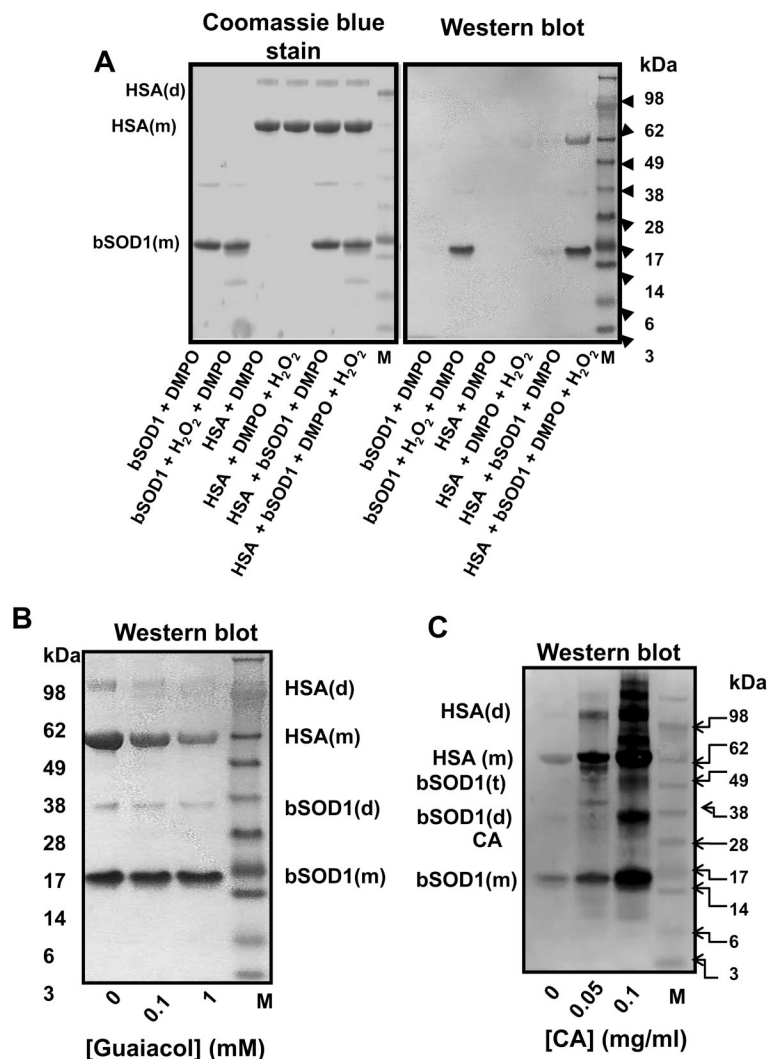 Coomassie blue
stain
Western blot
A
kDa
HSA(d)
HSA(m)
bSOD1(m)
98
62
49
38
28
17
14
6
3
bSOD1 + DMPO
bSOD1 + H2O2 + DMPO
HSA + DMPO
HSA + DMPO + H2O2
HSA + bSOD1 + DMPO
HSA + bSOD1 + DMPO + H2O2
M
bSOD1 + DMPO
bSOD1 + H2O2 + DMPO
HSA + DMPO
HSA + DMPO + H2O2
HSA + bSOD1 + DMPO
HSA + bSOD1 + DMPO + H2O2
M
B
Western blot
kDa
98
62
49
38
28
17
14
6
3
HSA(d)
HSA(m)
bSOD1(d)
bSOD1(m)
0 0.1 1 M
[Guaiacol] (mM)
C
Western blot
kDa
HSA(d)
HSA (m)
bSOD1(t)
bSOD1(d)
CA
bSOD1(m)
98
62
49
38
28
17
14
6
3
0 0.05 0.1 M
[CA] (mg/ml)